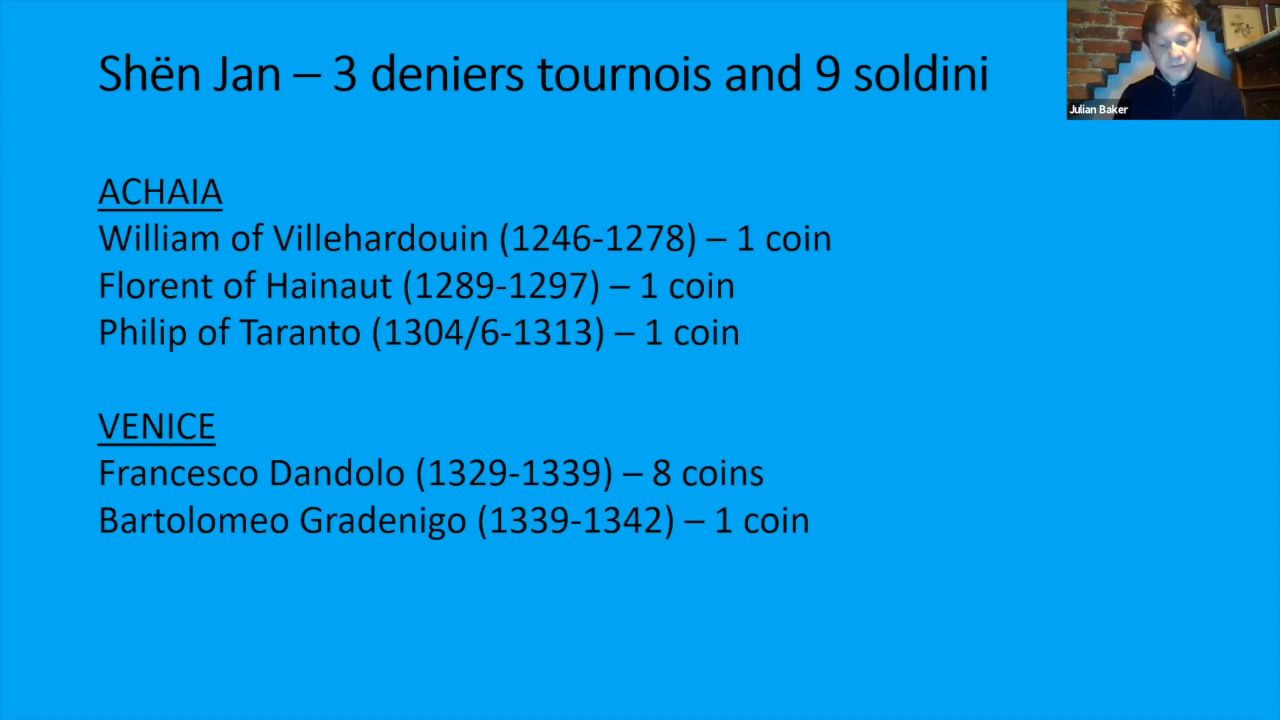 Shën Jan – 3 deniers tournois and 9 soldini
Julian Baker
ACHAIA
William of Villehardouin (1246-1278) – 1 coin
Florent of Hainaut (1289-1297) – 1 coin
Philip of Taranto (1304/6-1313) – 1 coin
VENICE
Francesco Dandolo (1329-1339) – 8 coins
Bartolomeo Gradenigo (1339-1342) – 1 coin